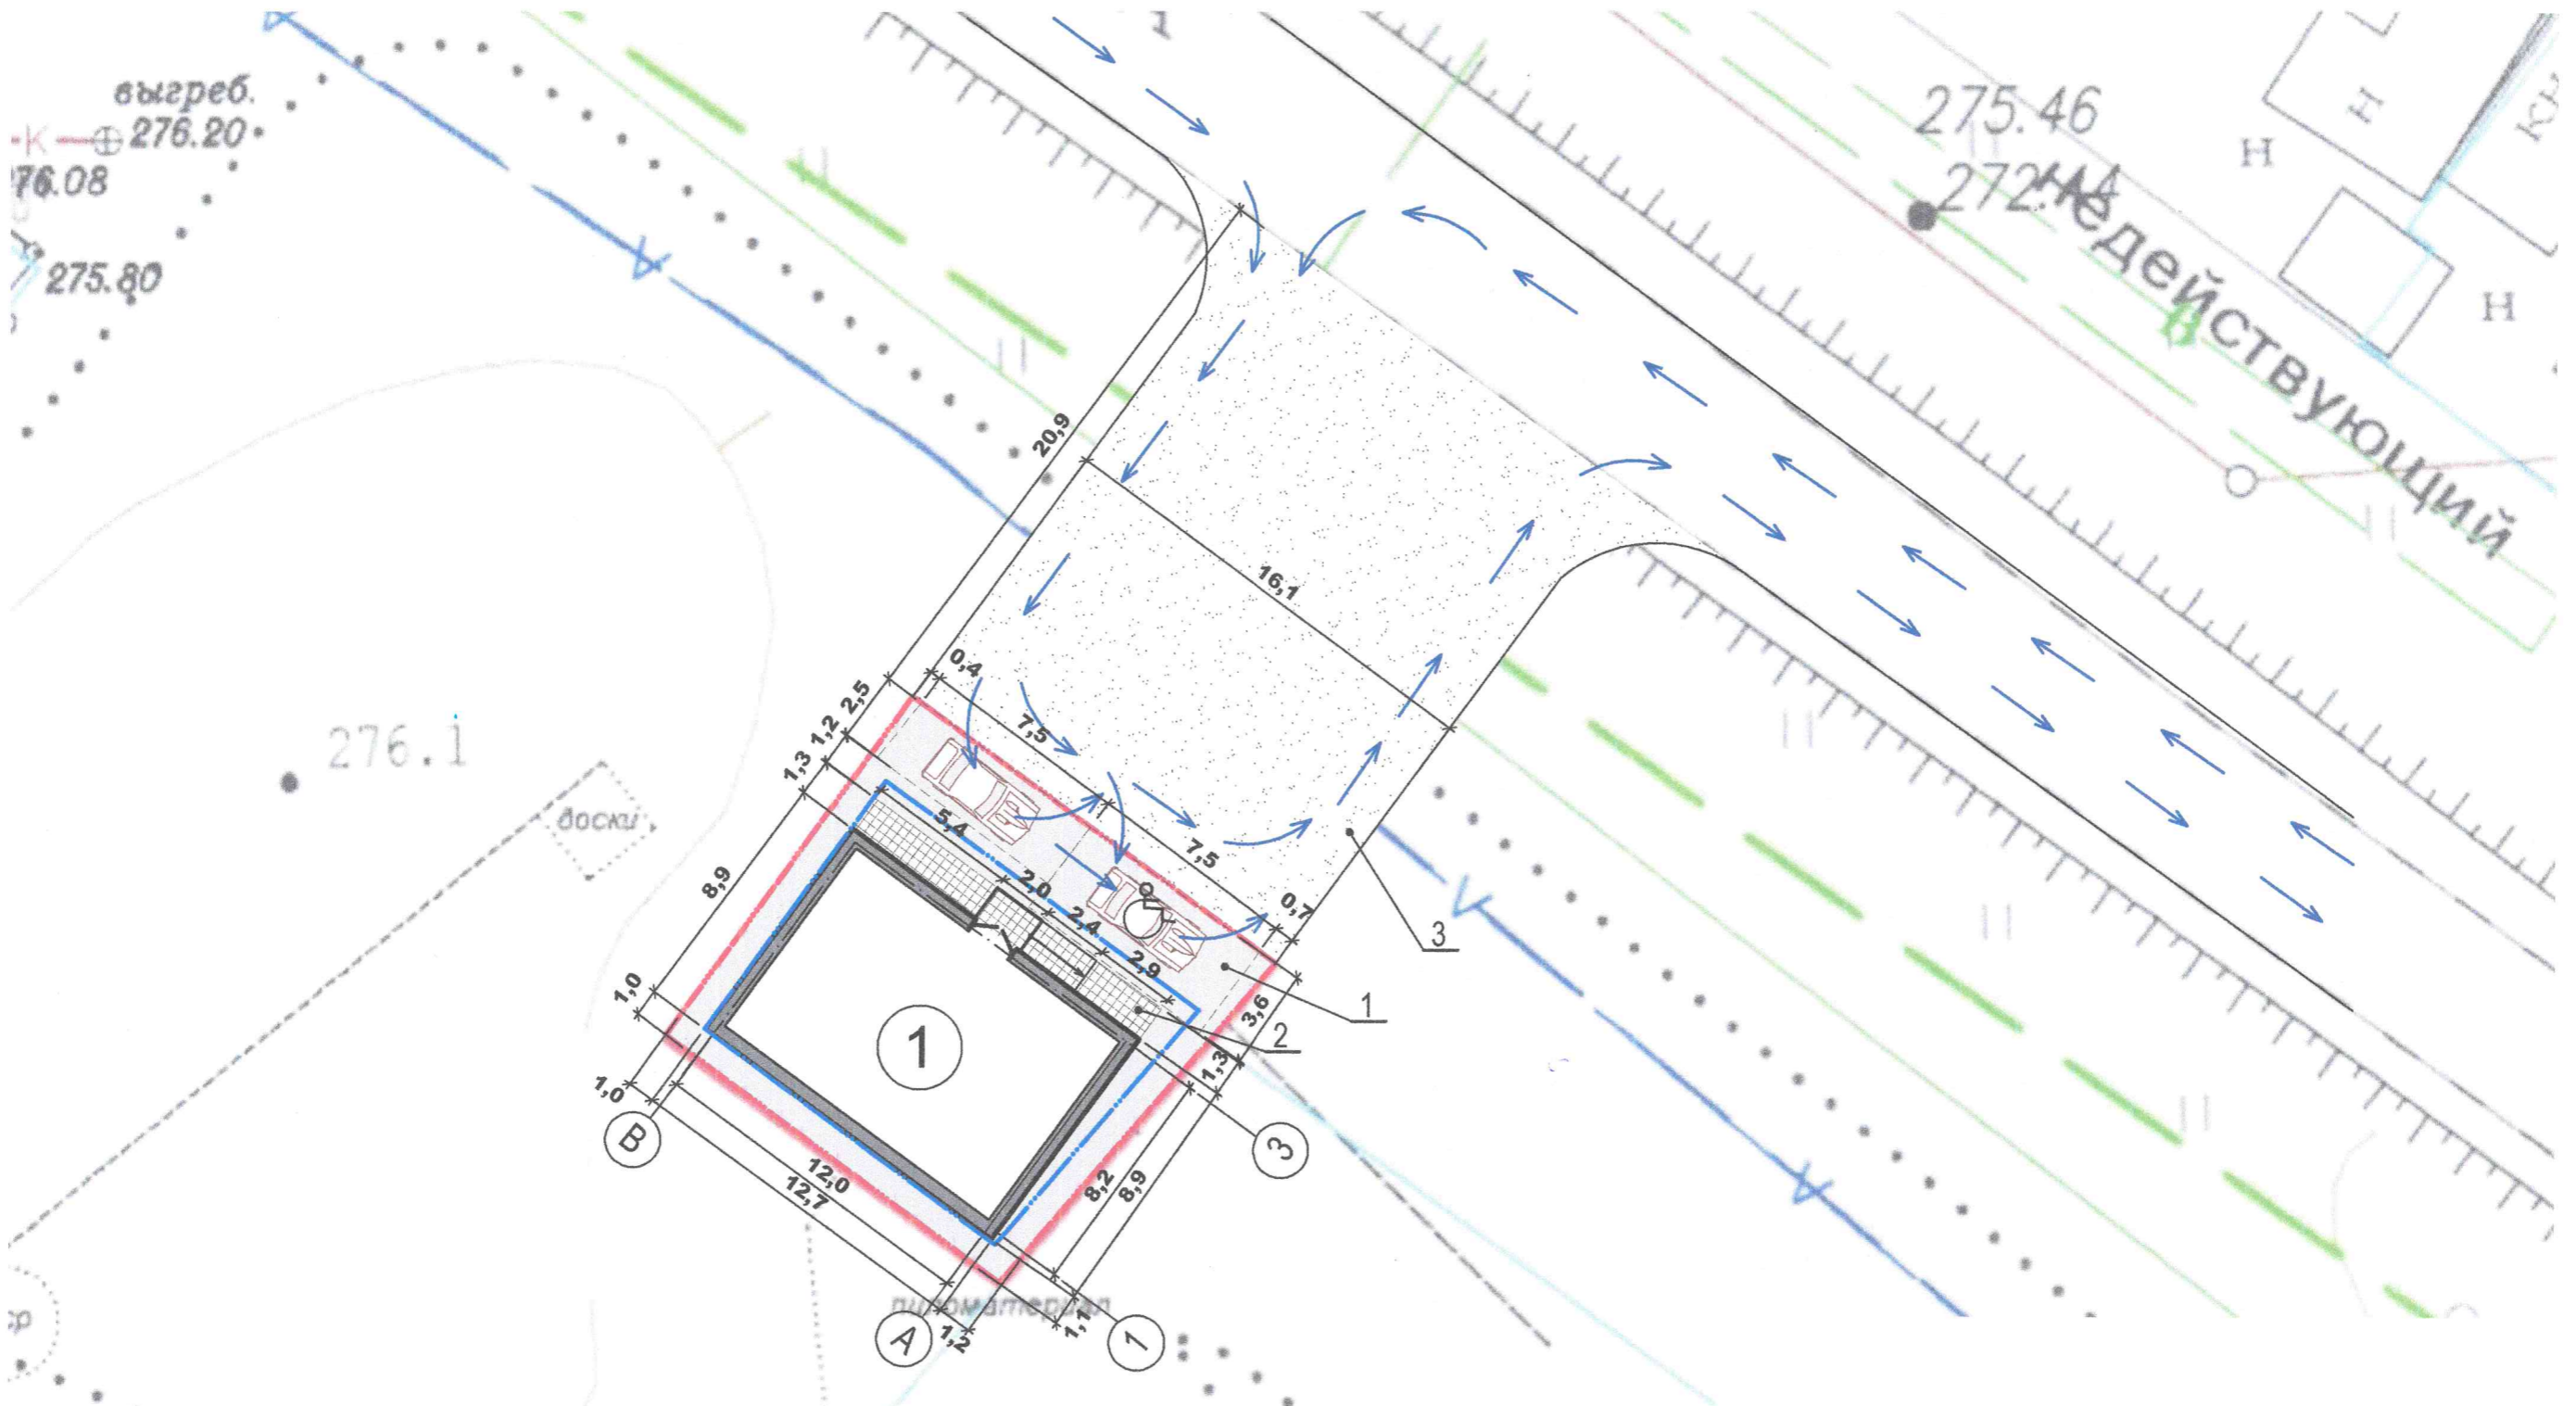 выгреб.
276.20
К
76.08
275.80
275.46
Н
Н
КН
Н
Недействующий
В
20,9
16,1
0,4
2,5
1,2
1,3
7,5
276.1
доски
5,4
7,5
2,0
8,9
2,4
0,7
2,9
3
1
2
3,6
1,0
1
1,3
1,0
В
3
12,0
12,7
8,2
8,9
пиломатериал
А
1,2
1,1
1